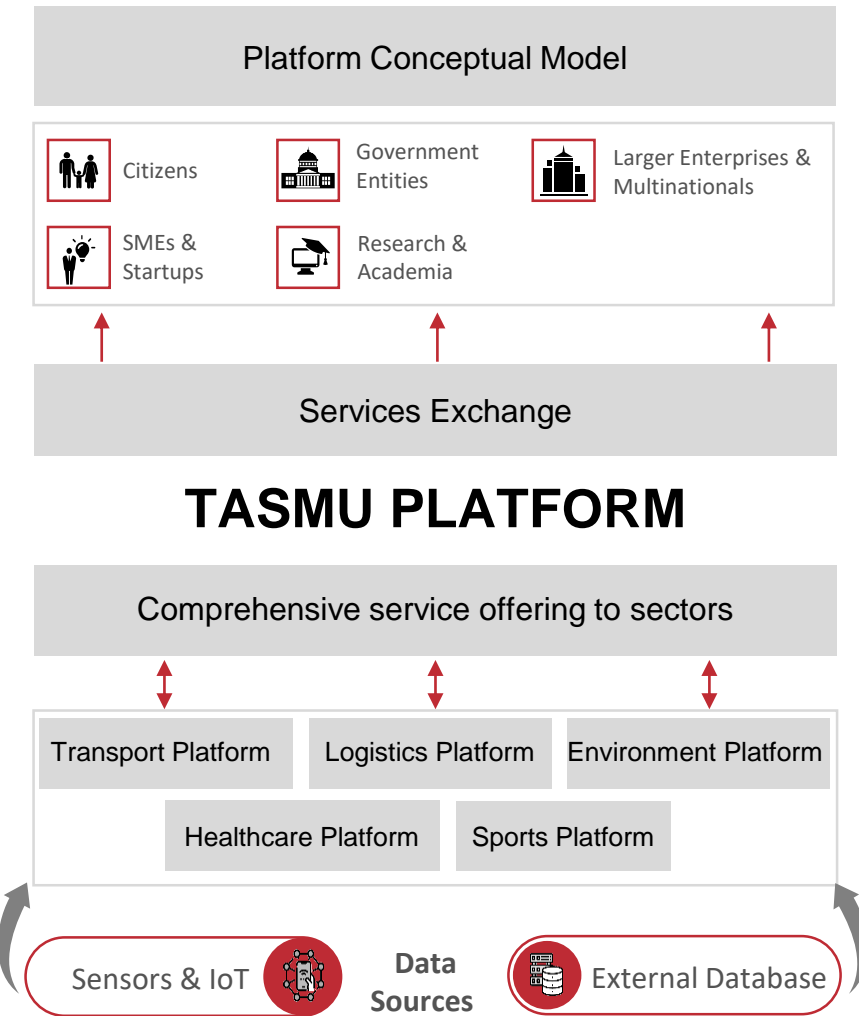 Platform Conceptual Model
Citizens
Government
Entities
Larger Enterprises &
Multinationals
SMEs &
Startups
Research &
Academia
Services Exchange
TASMU PLATFORM
Comprehensive service offering to sectors
Transport Platform
Logistics Platform
Environment Platform
Healthcare Platform
Sports Platform
Sensors & IoT
Data
Sources
External Database